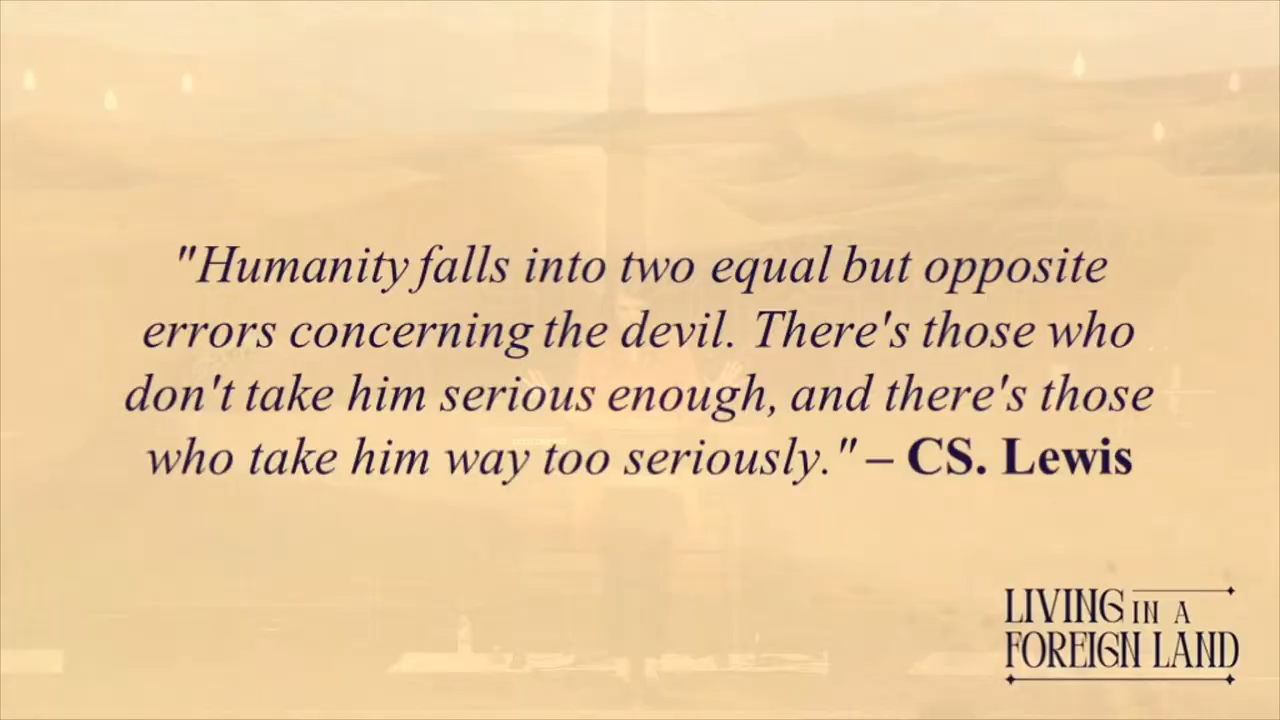 "Humanity falls into two equal but opposite
errors concerning the devil. There's those who
don't take him serious enough, and there's those
who take him way too seriously." – CS. Lewis
LIVING IN A
FOREIGN LAND